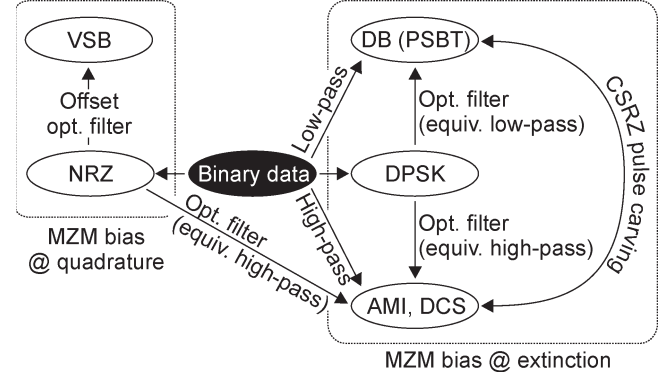 VSB
DB (PSBT)
Offset
opt. filter
Low-pass
Opt. filter
(equiv. low-pass)
CSRZ pulse carving
NRZ
Binary data
DPSK
MZM bias
@ quadrature
Opt. filter
(equiv. high-pass)
High-pass
Opt. filter
(equiv. high-pass)
AMI, DCS
MZM bias @ extinction